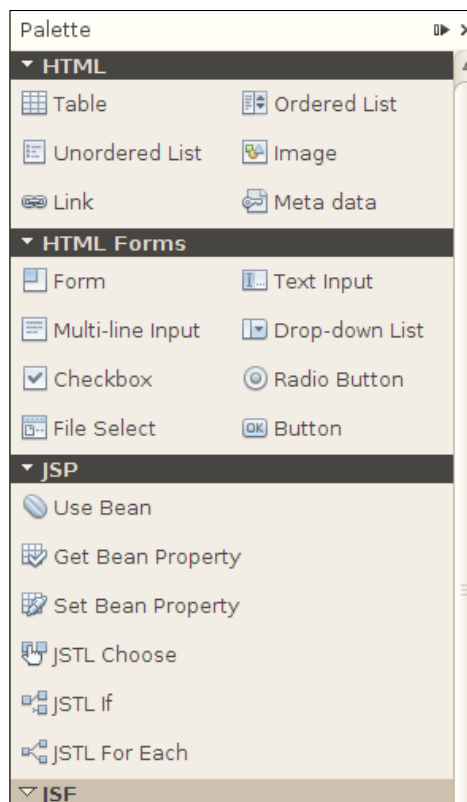 Palette
HTML
Table Ordered List
Unordered List Image
Link Meta data
HTML Forms
Form Text Input
Multi-line Input Drop-down List
Checkbox Radio Button
File Select OK Button
JSP
Use Bean
Get Bean Property
Set Bean Property
JSTL Choose
JSTL If
JSTL For Each
JSF